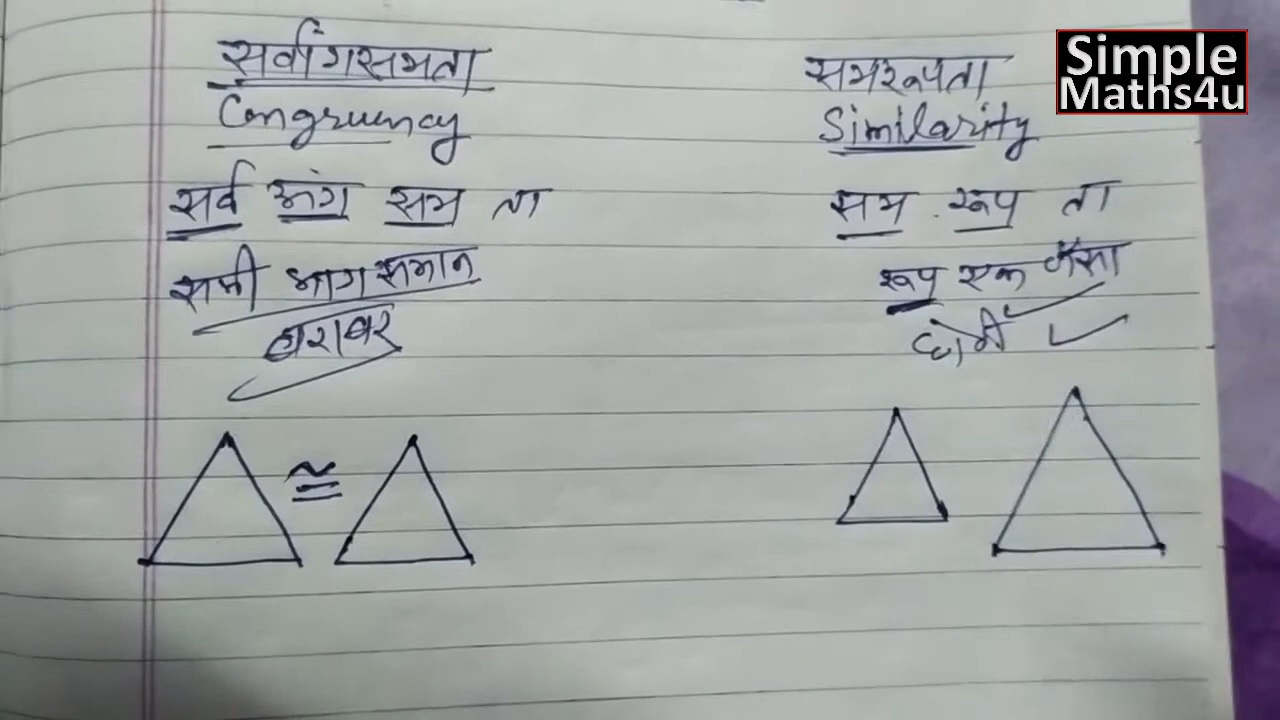 सर्वांगसमता
Congruency
सर्व अंग सम ता
सभी भाग समान
बराबर
≅
समरूपता
Similarity
सम रूप ता
रूप एक जैसा
Simple
Maths4u